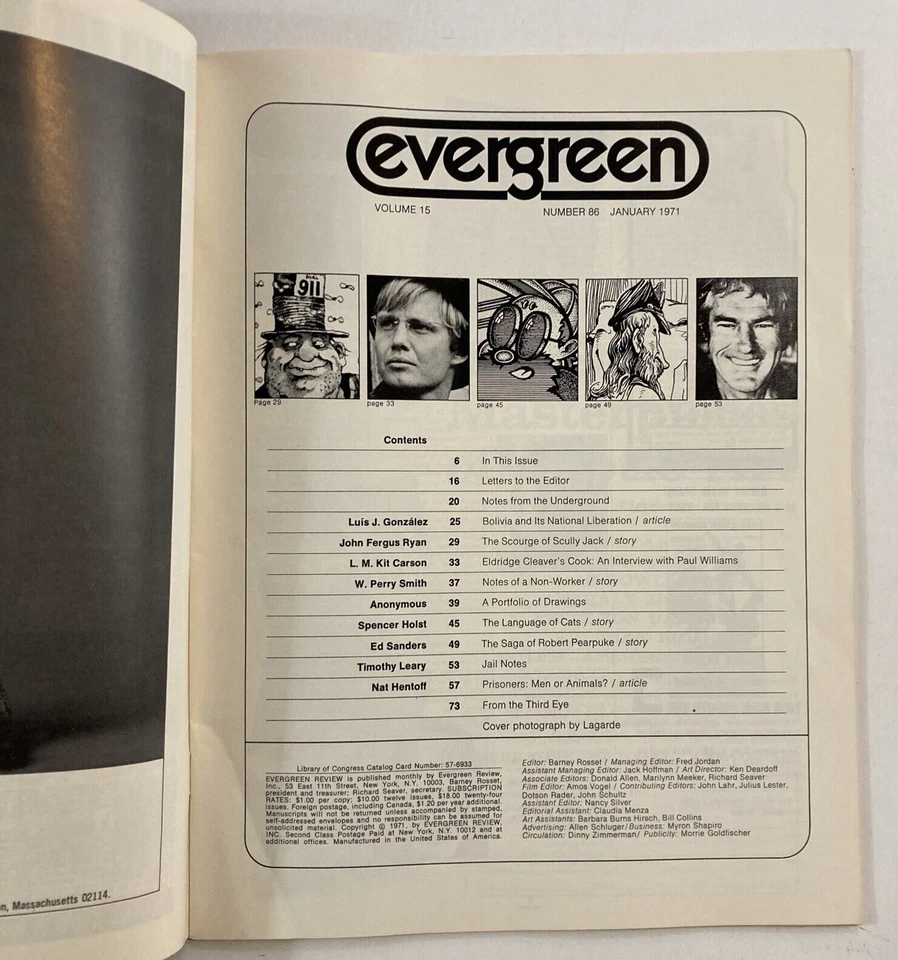 evergreen
VOLUME 15 NUMBER 86 JANUARY 1971
DIAL
911
Page 29 page 33 page 45 page 49 page 53
Contents
6 In This Issue
16 Letters to the Editor
20 Notes from the Underground
Luis J. González 25 Bolivia and Its National Liberation / article
John Fergus Ryan 29 The Scourge of Scully Jack / story
L. M. Kit Carson 33 Eldridge Cleaver's Cook: An Interview with Paul Williams
W. Perry Smith 37 Notes of a Non-Worker / story
Anonymous 39 A Portfolio of Drawings
Spencer Holst 45 The Language of Cats / story
Ed Sanders 49 The Saga of Robert Pearpuke / story
Timothy Leary 53 Jail Notes
Nat Hentoff 57 Prisoners: Men or Animals? / article
73 From the Third Eye
Cover photograph by Lagarde
Library of Congress Catalog Card Number: 57-6933
EVERGREEN REVIEW is published monthly by Evergreen Review,
Inc., 53 East 11th Street, New York, N.Y. 10003, Barney Rosset,
president and treasurer; Richard Seaver, secretary. SUBSCRIPTION
RATES: $1.00 per copy; $10.00 twelve issues, $18.00 twenty-four
issues. Foreign postage, including Canada, $1.20 per year additional.
Manuscripts will not be returned unless accompanied by stamped,
self-addressed envelopes and no responsibility can be assumed for
unsolicited material. Copyright © 1971, by EVERGREEN REVIEW,
INC. Second Class Postage Paid at New York, N.Y. 10012 and at
additional offices. Manufactured in the United States of America.
Editor: Barney Rosset / Managing Editor: Fred Jordan
Assistant Managing Editor: Jack Hoffman / Art Director: Ken Deardoff
Associate Editors: Donald Allen, Marilynn Meeker, Richard Seaver
Film Editor: Amos Vogel / Contributing Editors: John Lahr, Julius Lester,
Dotson Rader, John Schultz
Assistant Editor: Nancy Silver
Editorial Assistant: Claudia Menza
Art Assistants: Barbara Burns Hirsch, Bill Collins
Advertising: Allen Schluger/Business: Myron Shapiro
Circulation: Dinny Zimmerman/ Publicity: Morrie Goldfischer
Massachusetts 02114.